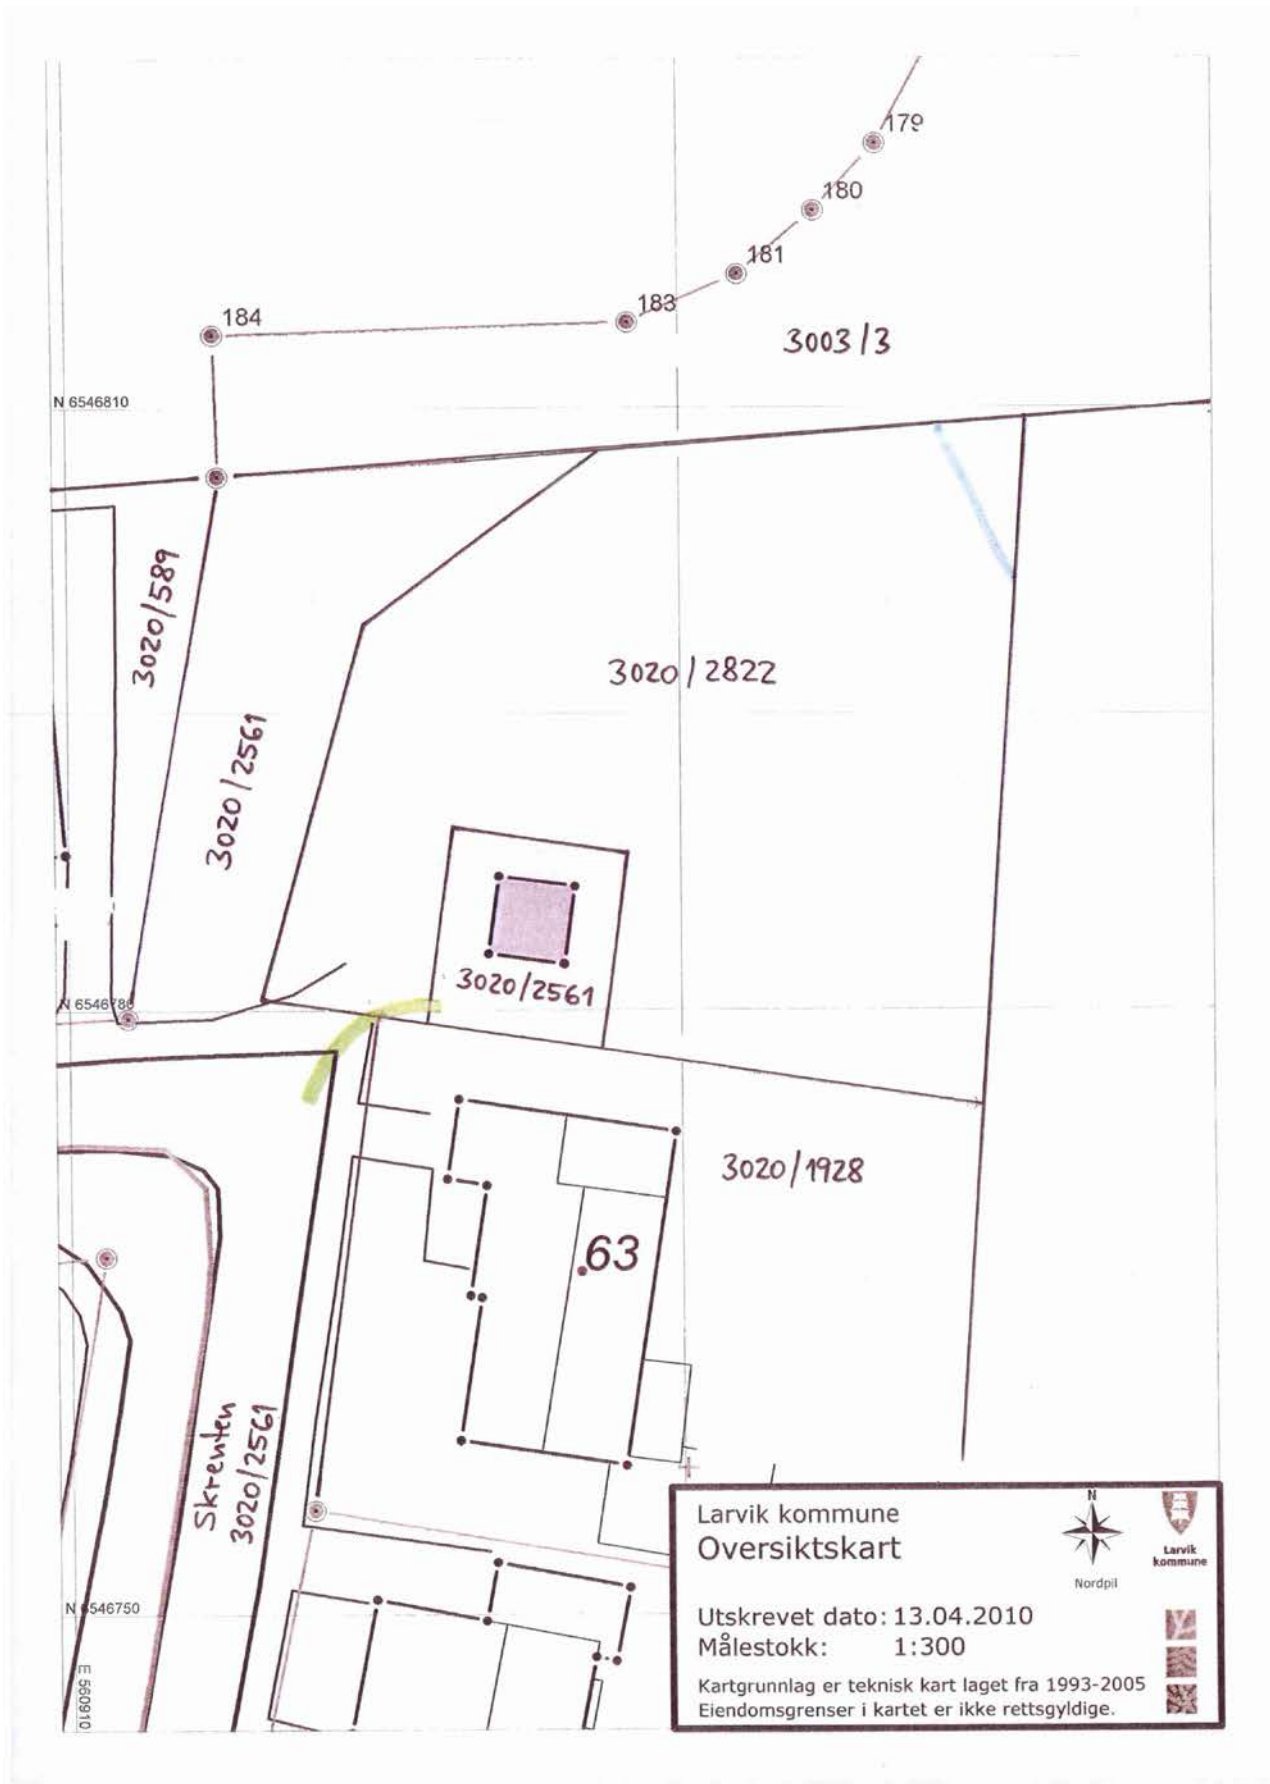 179
180
181
183
184
3003/3
N 6546810
3020/589
3020/2561
3020/2822
3020/2561
N 6546780
3020/1928
63
Skrenten
3020/2561
N 6546750
E 560910
Larvik kommune
Oversiktskart
N
Nordpil
Larvik
kommune
Utskrevet dato: 13.04.2010
Målestokk: 1:300
Kartgrunnlag er teknisk kart laget fra 1993-2005
Eiendomsgrenser i kartet er ikke rettsgyldige.